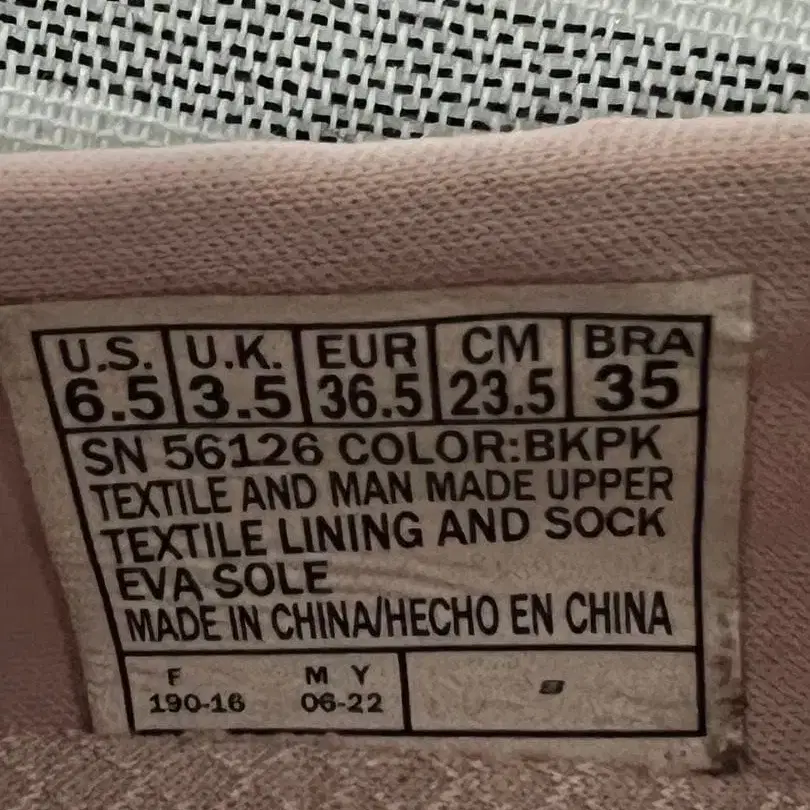 U.S. U.K. EUR CM BRA
6.5 3.5 36.5 23.5 35
SN 56126 COLOR:BKPK
TEXTILE AND MAN MADE UPPER
TEXTILE LINING AND SOCK
EVA SOLE
MADE IN CHINA/HECHO EN CHINA
F M Y
190-16 06-22